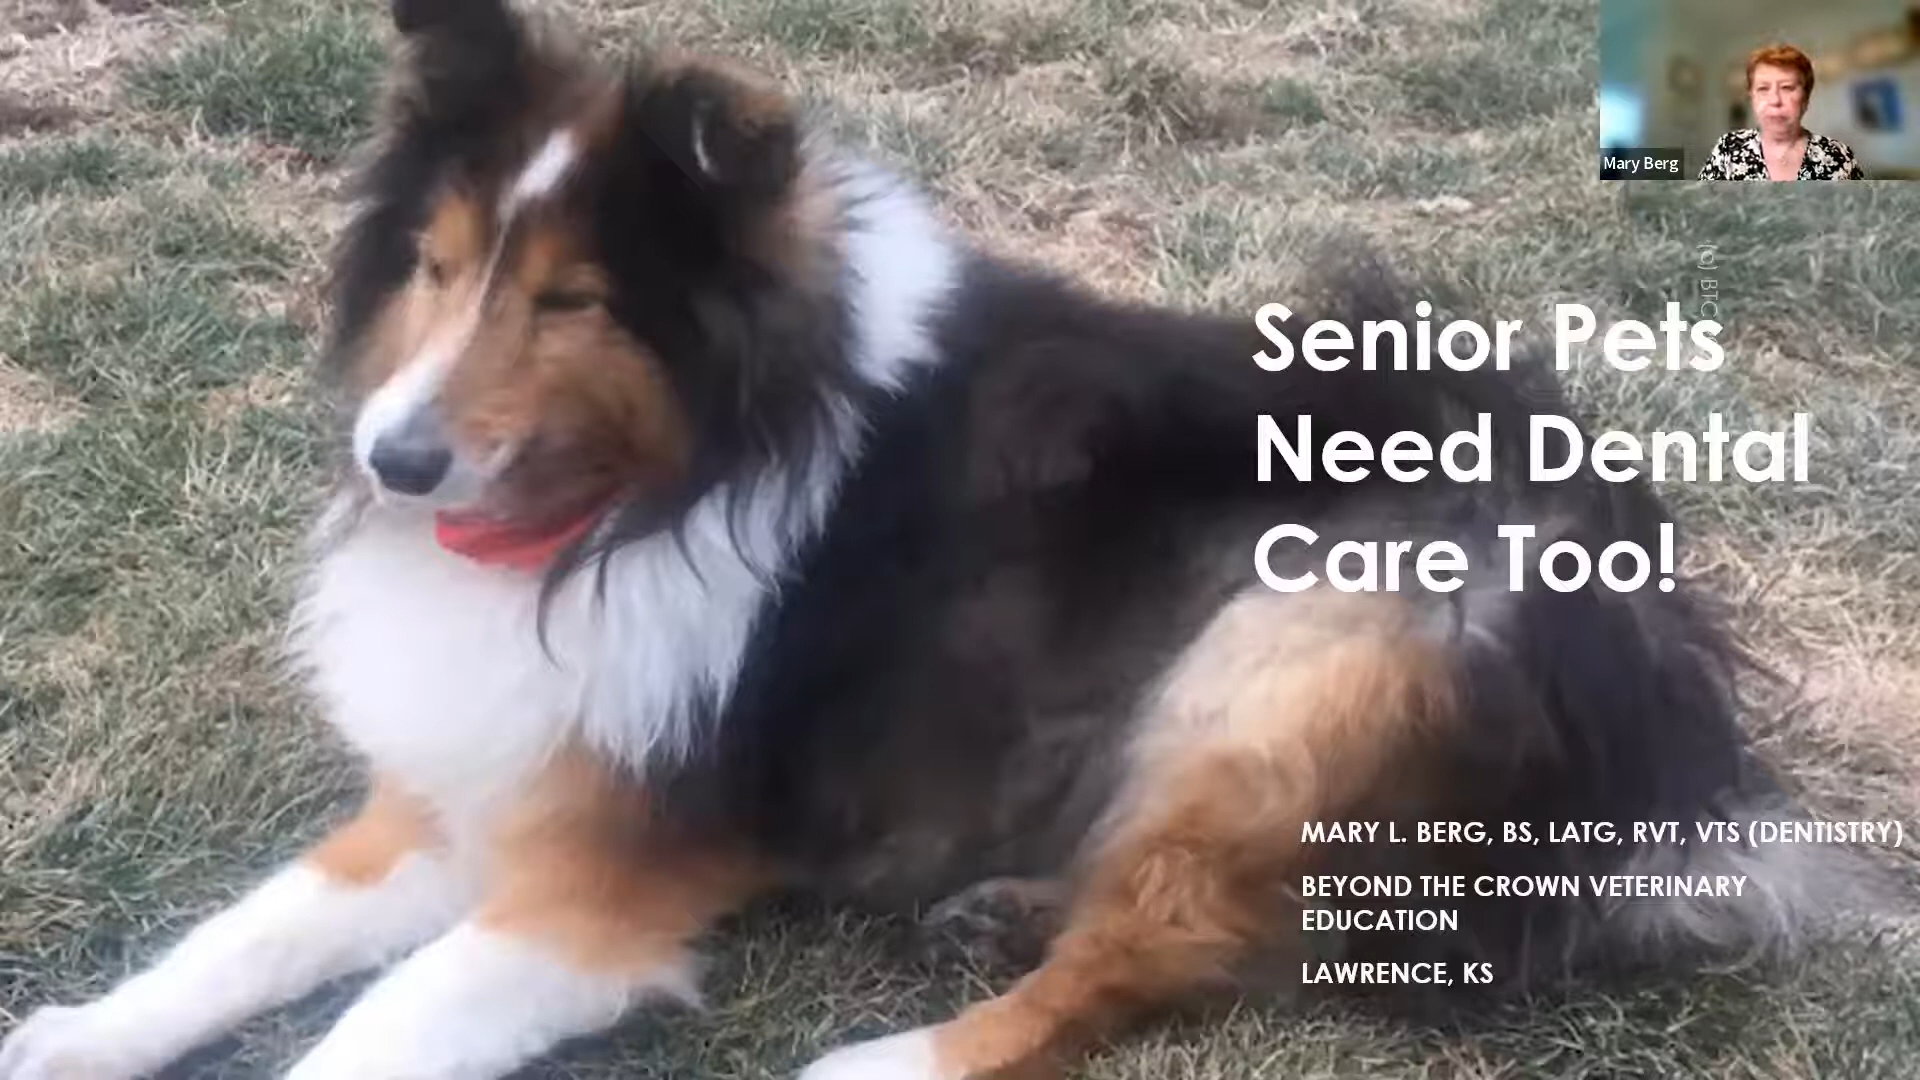 Mary Berg
(c) BTC
Senior Pets
Need Dental
Care Too!
MARY L. BERG, BS, LATG, RVT, VTS (DENTISTRY)
BEYOND THE CROWN VETERINARY
EDUCATION
LAWRENCE, KS